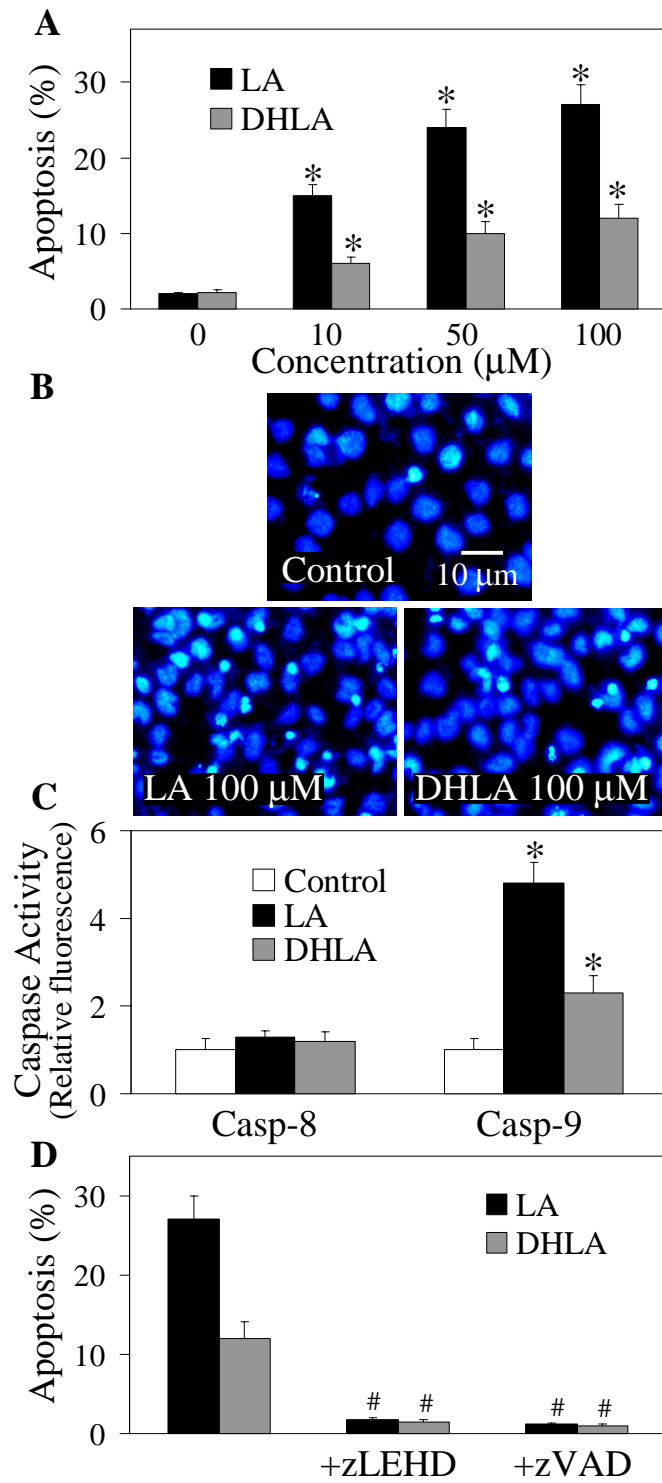 A
Apoptosis (%)
30
20
10
0
LA
DHLA
* * *
* * *
0 10 50 100
Concentration (μM)
B
Control
10 μm
LA 100 μM
DHLA 100 μM
C
Caspase Activity
(Relative fluorescence)
6
4
2
0
Control
LA
DHLA
*
*
Casp-8 Casp-9
D
Apoptosis (%)
30
20
10
0
LA
DHLA
# # # #
+zLEHD +zVAD